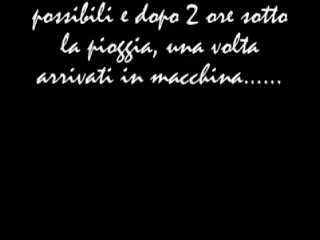 possibili e dopo 2 ore sotto
la pioggia, una volta
arrivati in macchina......